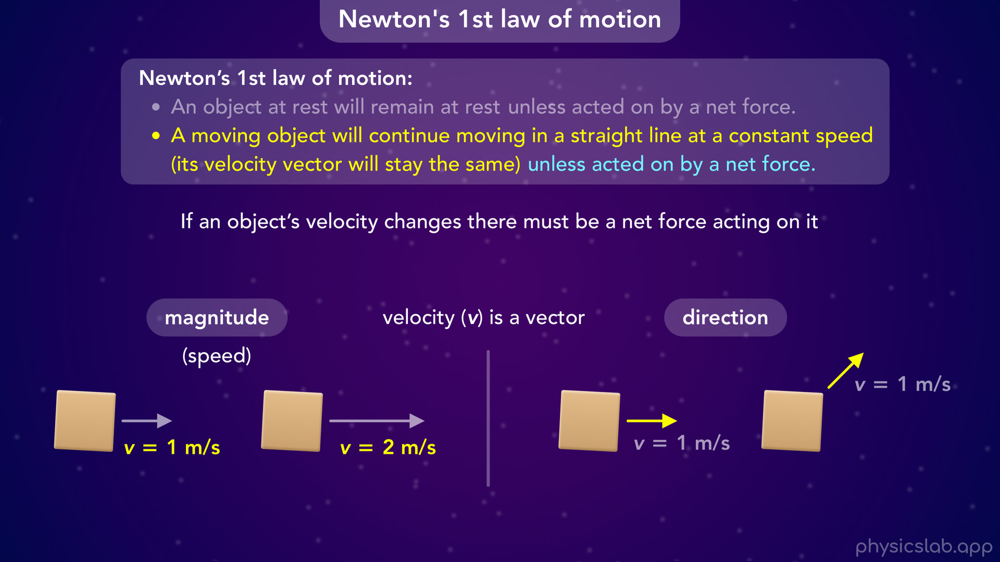 Newton's 1st law of motion
Newton’s 1st law of motion:
• An object at rest will remain at rest unless acted on by a net force.
• A moving object will continue moving in a straight line at a constant speed
(its velocity vector will stay the same) unless acted on by a net force.
If an object’s velocity changes there must be a net force acting on it
magnitude
(speed)
velocity (v) is a vector
direction
v = 1 m/s
v = 2 m/s
v = 1 m/s
v = 1 m/s
physicslab.app